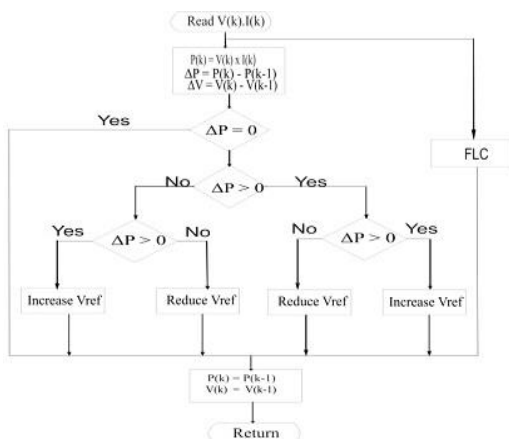 Read V(k).I(k)
P(k) = V(k) x I(k)
ΔP = P(k) - P(k-1)
ΔV = V(k) - V(k-1)
Yes
ΔP = 0
FLC
No
ΔP > 0
Yes
Yes
ΔP > 0
No
No
ΔP > 0
Yes
Increase Vref
Reduce Vref
Reduce Vref
Increase Vref
P(k) = P(k-1)
V(k) = V(k-1)
Return